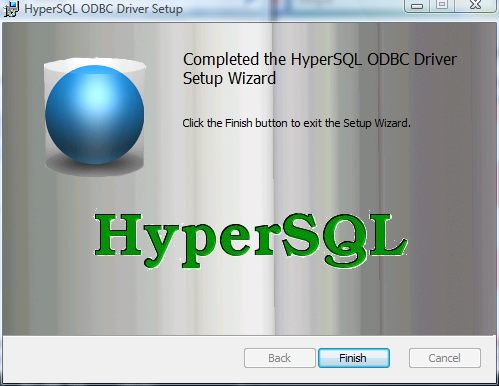 HyperSQL ODBC Driver Setup
Completed the HyperSQL ODBC Driver
Setup Wizard
Click the Finish button to exit the Setup Wizard.
HyperSQL
Back
Finish
Cancel